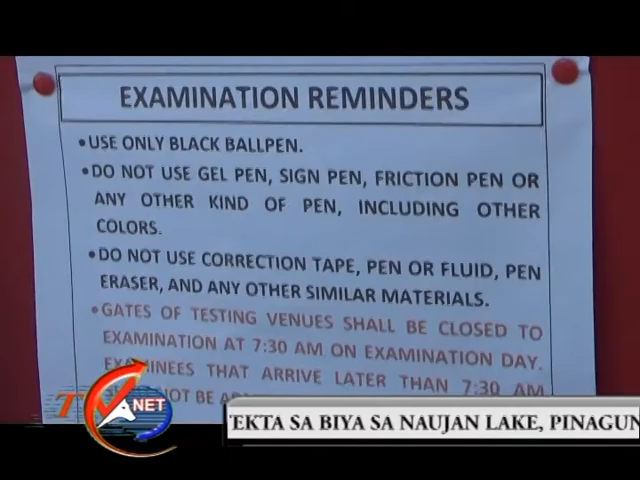 EXAMINATION REMINDERS
•USE ONLY BLACK BALLPEN.
•DO NOT USE GEL PEN, SIGN PEN, FRICTION PEN OR
ANY OTHER KIND OF PEN, INCLUDING OTHER
COLORS.
•DO NOT USE CORRECTION TAPE, PEN OR FLUID, PEN
ERASER, AND ANY OTHER SIMILAR MATERIALS.
•GATES OF TESTING VENUES SHALL BE CLOSED TO
EXAMINATION AT 7:30 AM ON EXAMINATION DAY.
THAT ARRIVE LATER THAN 7:30 AM
NOT BE
NET
TEKTA SA BIYA SA NAUJAN LAKE, PINAGUN